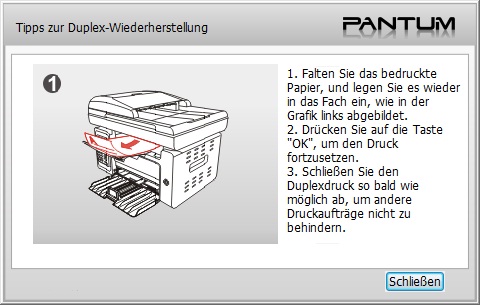 Tipps zur Duplex-Wiederherstellung
PANTUM
1
1. Falten Sie das bedruckte
Papier, und legen Sie es wieder
in das Fach ein, wie in der
Grafik links abgebildet.
2. Drücken Sie auf die Taste
"OK", um den Druck
fortzusetzen.
3. Schließen Sie den
Duplexdruck so bald wie
möglich ab, um andere
Druckaufträge nicht zu
behindern.
Schließen